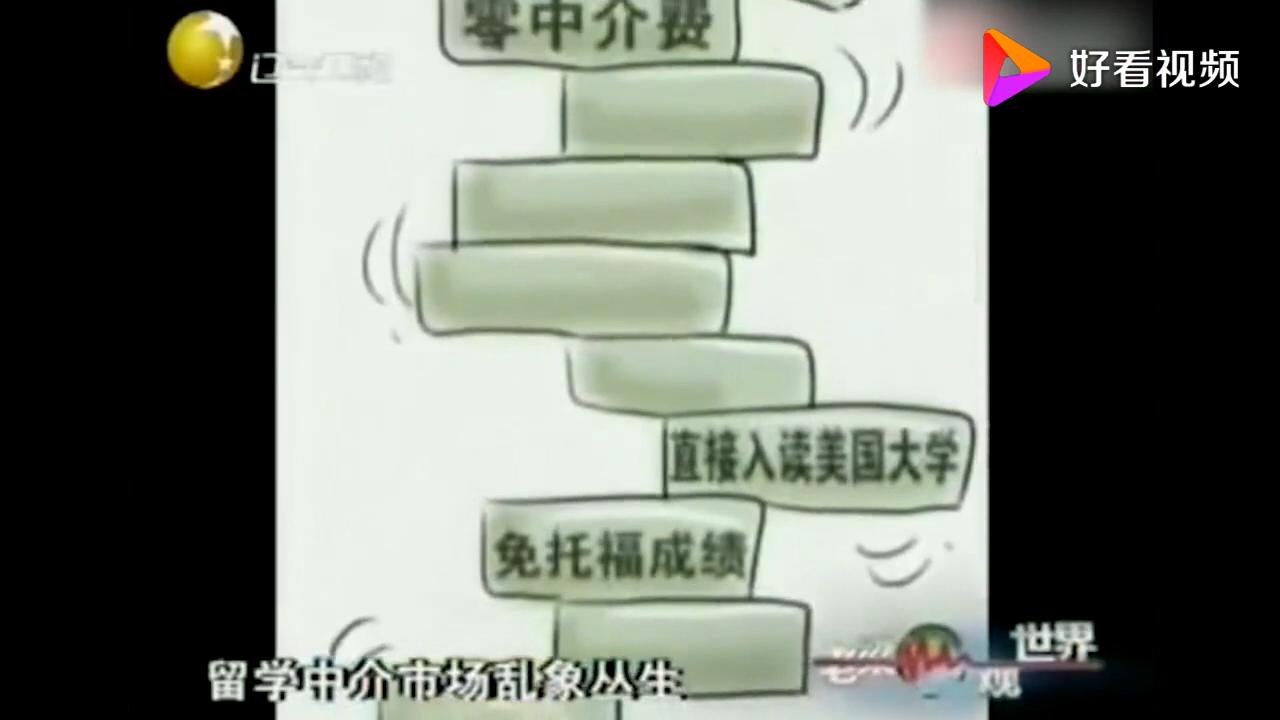 零中介费
好看视频
直接入读美国大学
免托福成绩
世界
观
留学中介市场乱象丛生